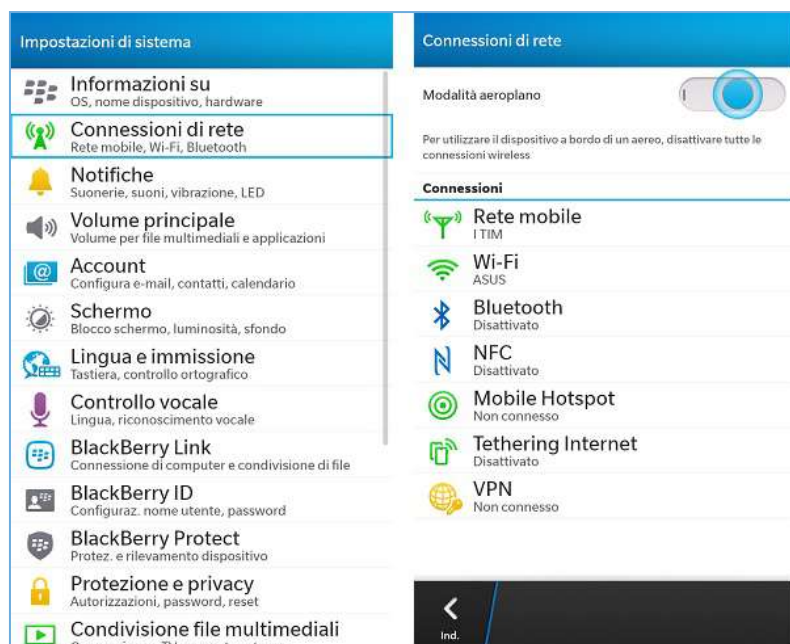 Impostazioni di sistema
Informazioni su
OS, nome dispositivo, hardware
Connessioni di rete
Rete mobile, Wi-Fi, Bluetooth
Notifiche
Suonerie, suoni, vibrazione, LED
Volume principale
Volume per file multimediali e applicazioni
Account
Configura e-mail, contatti, calendario
Schermo
Blocco schermo, luminosità, sfondo
Lingua e immissione
Tastiera, controllo ortografico
Controllo vocale
Lingua, riconoscimento vocale
BlackBerry Link
Connessione di computer e condivisione di file
BlackBerry ID
Configuraz. nome utente, password
BlackBerry Protect
Protez. e rilevamento dispositivo
Protezione e privacy
Autorizzazioni, password, reset
Condivisione file multimediali
Connessioni di rete
Modalità aeroplano
Per utilizzare il dispositivo a bordo di un aereo, disattivare tutte le
connessioni wireless
Connessioni
Rete mobile
I TIM
Wi-Fi
ASUS
Bluetooth
Disattivato
NFC
Disattivato
Mobile Hotspot
Non connesso
Tethering Internet
Disattivato
VPN
Non connesso
Ind.